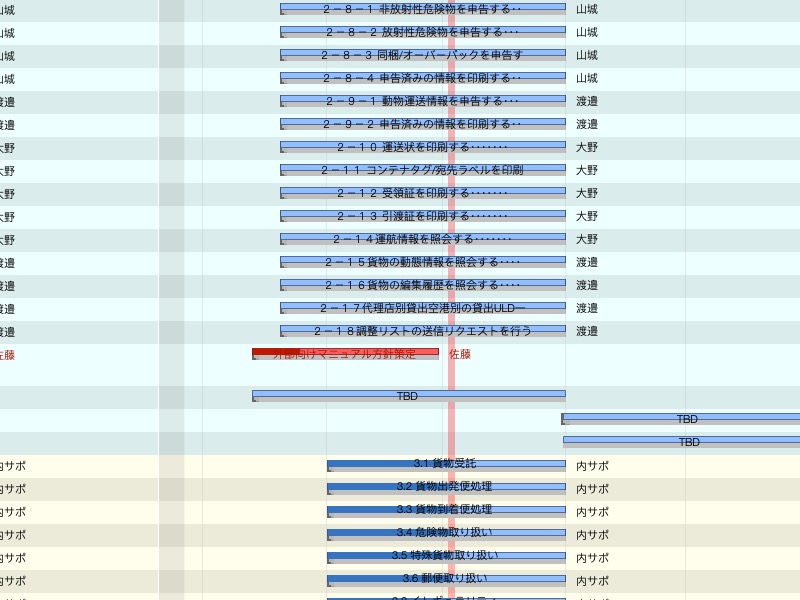 山城 2－8－1 非放射性危険物を申告する･･ 山城
山城 2－8－2 放射性危険物を申告する･･･ 山城
山城 2－8－3 同梱/オーバーパックを申告す 山城
山城 2－8－4 申告済みの情報を印刷する･･ 山城
渡邉 2－9－1 動物運送情報を申告する･･･ 渡邉
渡邉 2－9－2 申告済みの情報を印刷する･･ 渡邉
大野 2－10 運送状を印刷する･･･････ 大野
大野 2－11 コンテナタグ/宛先ラベルを印刷 大野
大野 2－12 受領証を印刷する･･･････ 大野
大野 2－13 引渡証を印刷する･･･････ 大野
大野 2－14運航情報を照会する･･･････ 大野
渡邉 2－15貨物の動態情報を照会する････ 渡邉
渡邉 2－16貨物の編集履歴を照会する････ 渡邉
渡邉 2－17代理店別貸出空港別の貸出ULD一 渡邉
渡邉 2－18調整リストの送信リクエストを行う 渡邉
佐藤 外部向けマニュアル方針策定 佐藤
TBD
TBD
TBD
内サポ 3.1 貨物受託 内サポ
内サポ 3.2 貨物出発便処理 内サポ
内サポ 3.3 貨物到着便処理 内サポ
内サポ 3.4 危険物取り扱い 内サポ
内サポ 3.5 特殊貨物取り扱い 内サポ
内サポ 3.6 郵便取り扱い 内サポ